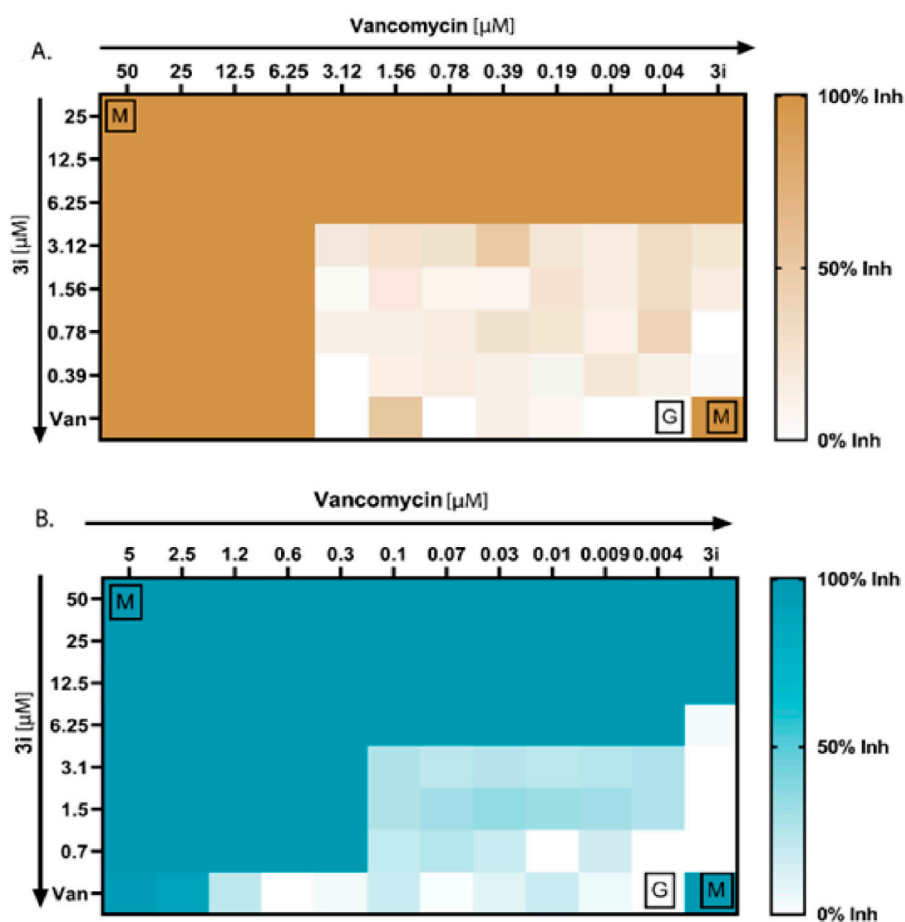 A.
Vancomycin [µM]
50 25 12.5 6.25 3.12 1.56 0.78 0.39 0.19 0.09 0.04 3i
3i [µM]
25
12.5
6.25
3.12
1.56
0.78
0.39
Van
M
G M
100% Inh
50% Inh
0% Inh
B.
Vancomycin [µM]
5 2.5 1.2 0.6 0.3 0.1 0.07 0.03 0.01 0.009 0.004 3i
3i [µM]
50
25
12.5
6.25
3.1
1.5
0.7
Van
M
G M
100% Inh
50% Inh
0% Inh